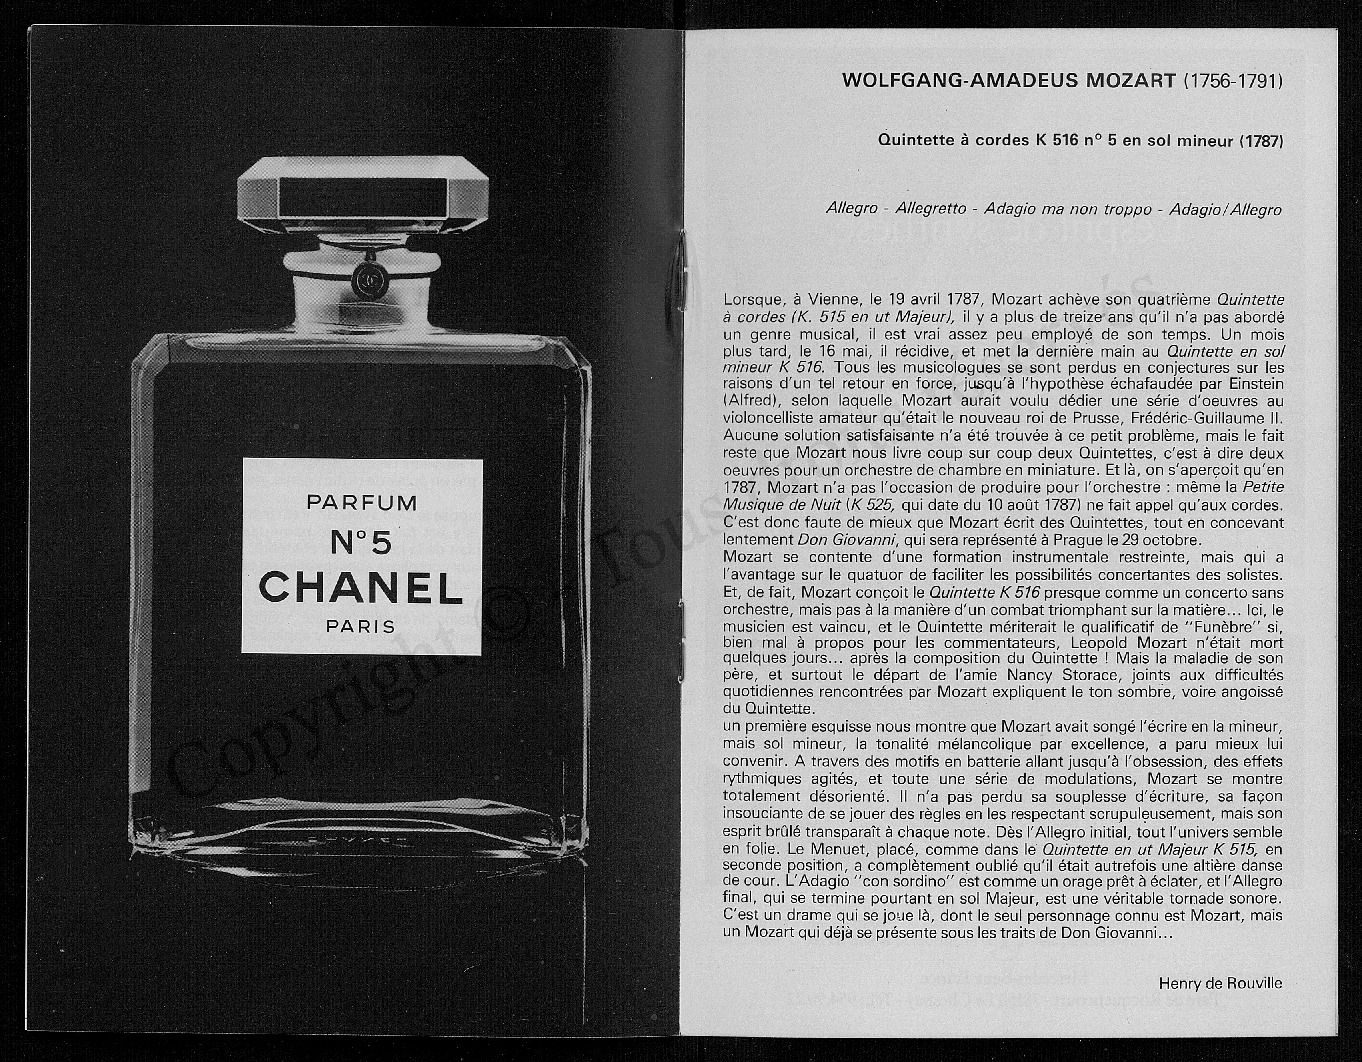 PARFUM
N°5
CHANEL
PARIS
WOLFGANG-AMADEUS MOZART (1756-1791)
Quintette à cordes K 516 n° 5 en sol mineur (1787)
Allegro - Allegretto - Adagio ma non troppo - Adagio/Allegro
Lorsque, à Vienne, le 19 avril 1787, Mozart achève son quatrième Quintette
à cordes (K. 515 en ut Majeur), il y a plus de treize ans qu'il n'a pas abordé
un genre musical, il est vrai assez peu employé de son temps. Un mois
plus tard, le 16 mai, il récidive, et met la dernière main au Quintette en sol
mineur K 516. Tous les musicologues se sont perdus en conjectures sur les
raisons d'un tel retour en force, jusqu'à l'hypothèse échafaudée par Einstein
(Alfred), selon laquelle Mozart aurait voulu dédier une série d'oeuvres au
violoncelliste amateur qu'était le nouveau roi de Prusse, Frédéric-Guillaume II.
Aucune solution satisfaisante n'a été trouvée à ce petit problème, mais le fait
reste que Mozart nous livre coup sur coup deux Quintettes, c'est à dire deux
oeuvres pour un orchestre de chambre en miniature. Et là, on s'aperçoit qu'en
1787, Mozart n'a pas l'occasion de produire pour l'orchestre : même la Petite
Musique de Nuit (K 525, qui date du 10 août 1787) ne fait appel qu'aux cordes.
C'est donc faute de mieux que Mozart écrit des Quintettes, tout en concevant
lentement Don Giovanni, qui sera représenté à Prague le 29 octobre.
Mozart se contente d'une formation instrumentale restreinte, mais qui a
l'avantage sur le quatuor de faciliter les possibilités concertantes des solistes.
Et, de fait, Mozart conçoit le Quintette K 516 presque comme un concerto sans
orchestre, mais pas à la manière d'un combat triomphant sur la matière... Ici, le
musicien est vaincu, et le Quintette mériterait le qualificatif de "Funèbre" si,
bien mal à propos pour les commentateurs, Leopold Mozart n'était mort
quelques jours... après la composition du Quintette ! Mais la maladie de son
père, et surtout le départ de l'amie Nancy Storace, joints aux difficultés
quotidiennes rencontrées par Mozart expliquent le ton sombre, voire angoissé
du Quintette.
un première esquisse nous montre que Mozart avait songé l'écrire en la mineur,
mais sol mineur, la tonalité mélancolique par excellence, a paru mieux lui
convenir. A travers des motifs en batterie allant jusqu'à l'obsession, des effets
rythmiques agités, et toute une série de modulations, Mozart se montre
totalement désorienté. Il n'a pas perdu sa souplesse d'écriture, sa façon
insouciante de se jouer des règles en les respectant scrupuleusement, mais son
esprit brûlé transparaît à chaque note. Dès l'Allegro initial, tout l'univers semble
en folie. Le Menuet, placé, comme dans le Quintette en ut Majeur K 515, en
seconde position, a complètement oublié qu'il était autrefois une altière danse
de cour. L'Adagio "con sordino" est comme un orage prêt à éclater, et l'Allegro
final, qui se termine pourtant en sol Majeur, est une véritable tornade sonore.
C'est un drame qui se joue là, dont le seul personnage connu est Mozart, mais
un Mozart qui déjà se présente sous les traits de Don Giovanni...
Henry de Rouville
Copyright © - Tous